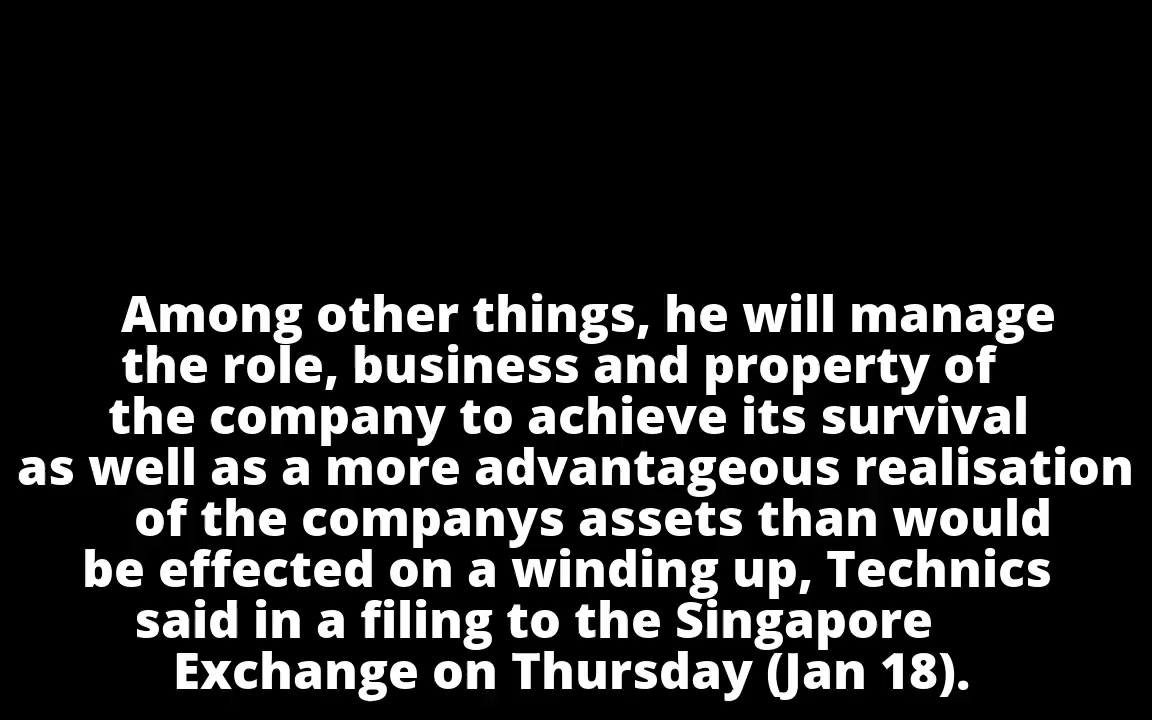 Among other things, he will manage
the role, business and property of
the company to achieve its survival
as well as a more advantageous realisation
of the companys assets than would
be effected on a winding up, Technics
said in a filing to the Singapore
Exchange on Thursday (Jan 18).